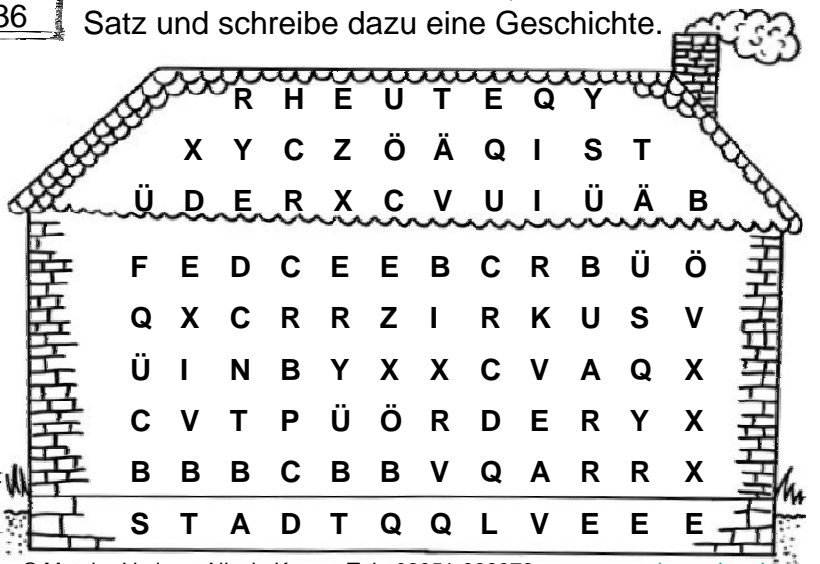 36
Satz und schreibe dazu eine Geschichte.
R H E U T E Q Y
X Y C Z Ö Ä Q I S T
Ü D E R X C V U I Ü Ä B
F E D C E E B C R B Ü Ö
Q X C R R Z I R K U S V
Ü I N B Y X X C V A Q X
C V T P Ü Ö R D E R Y X
B B B C B B V Q A R R X
S T A D T Q Q L V E E E